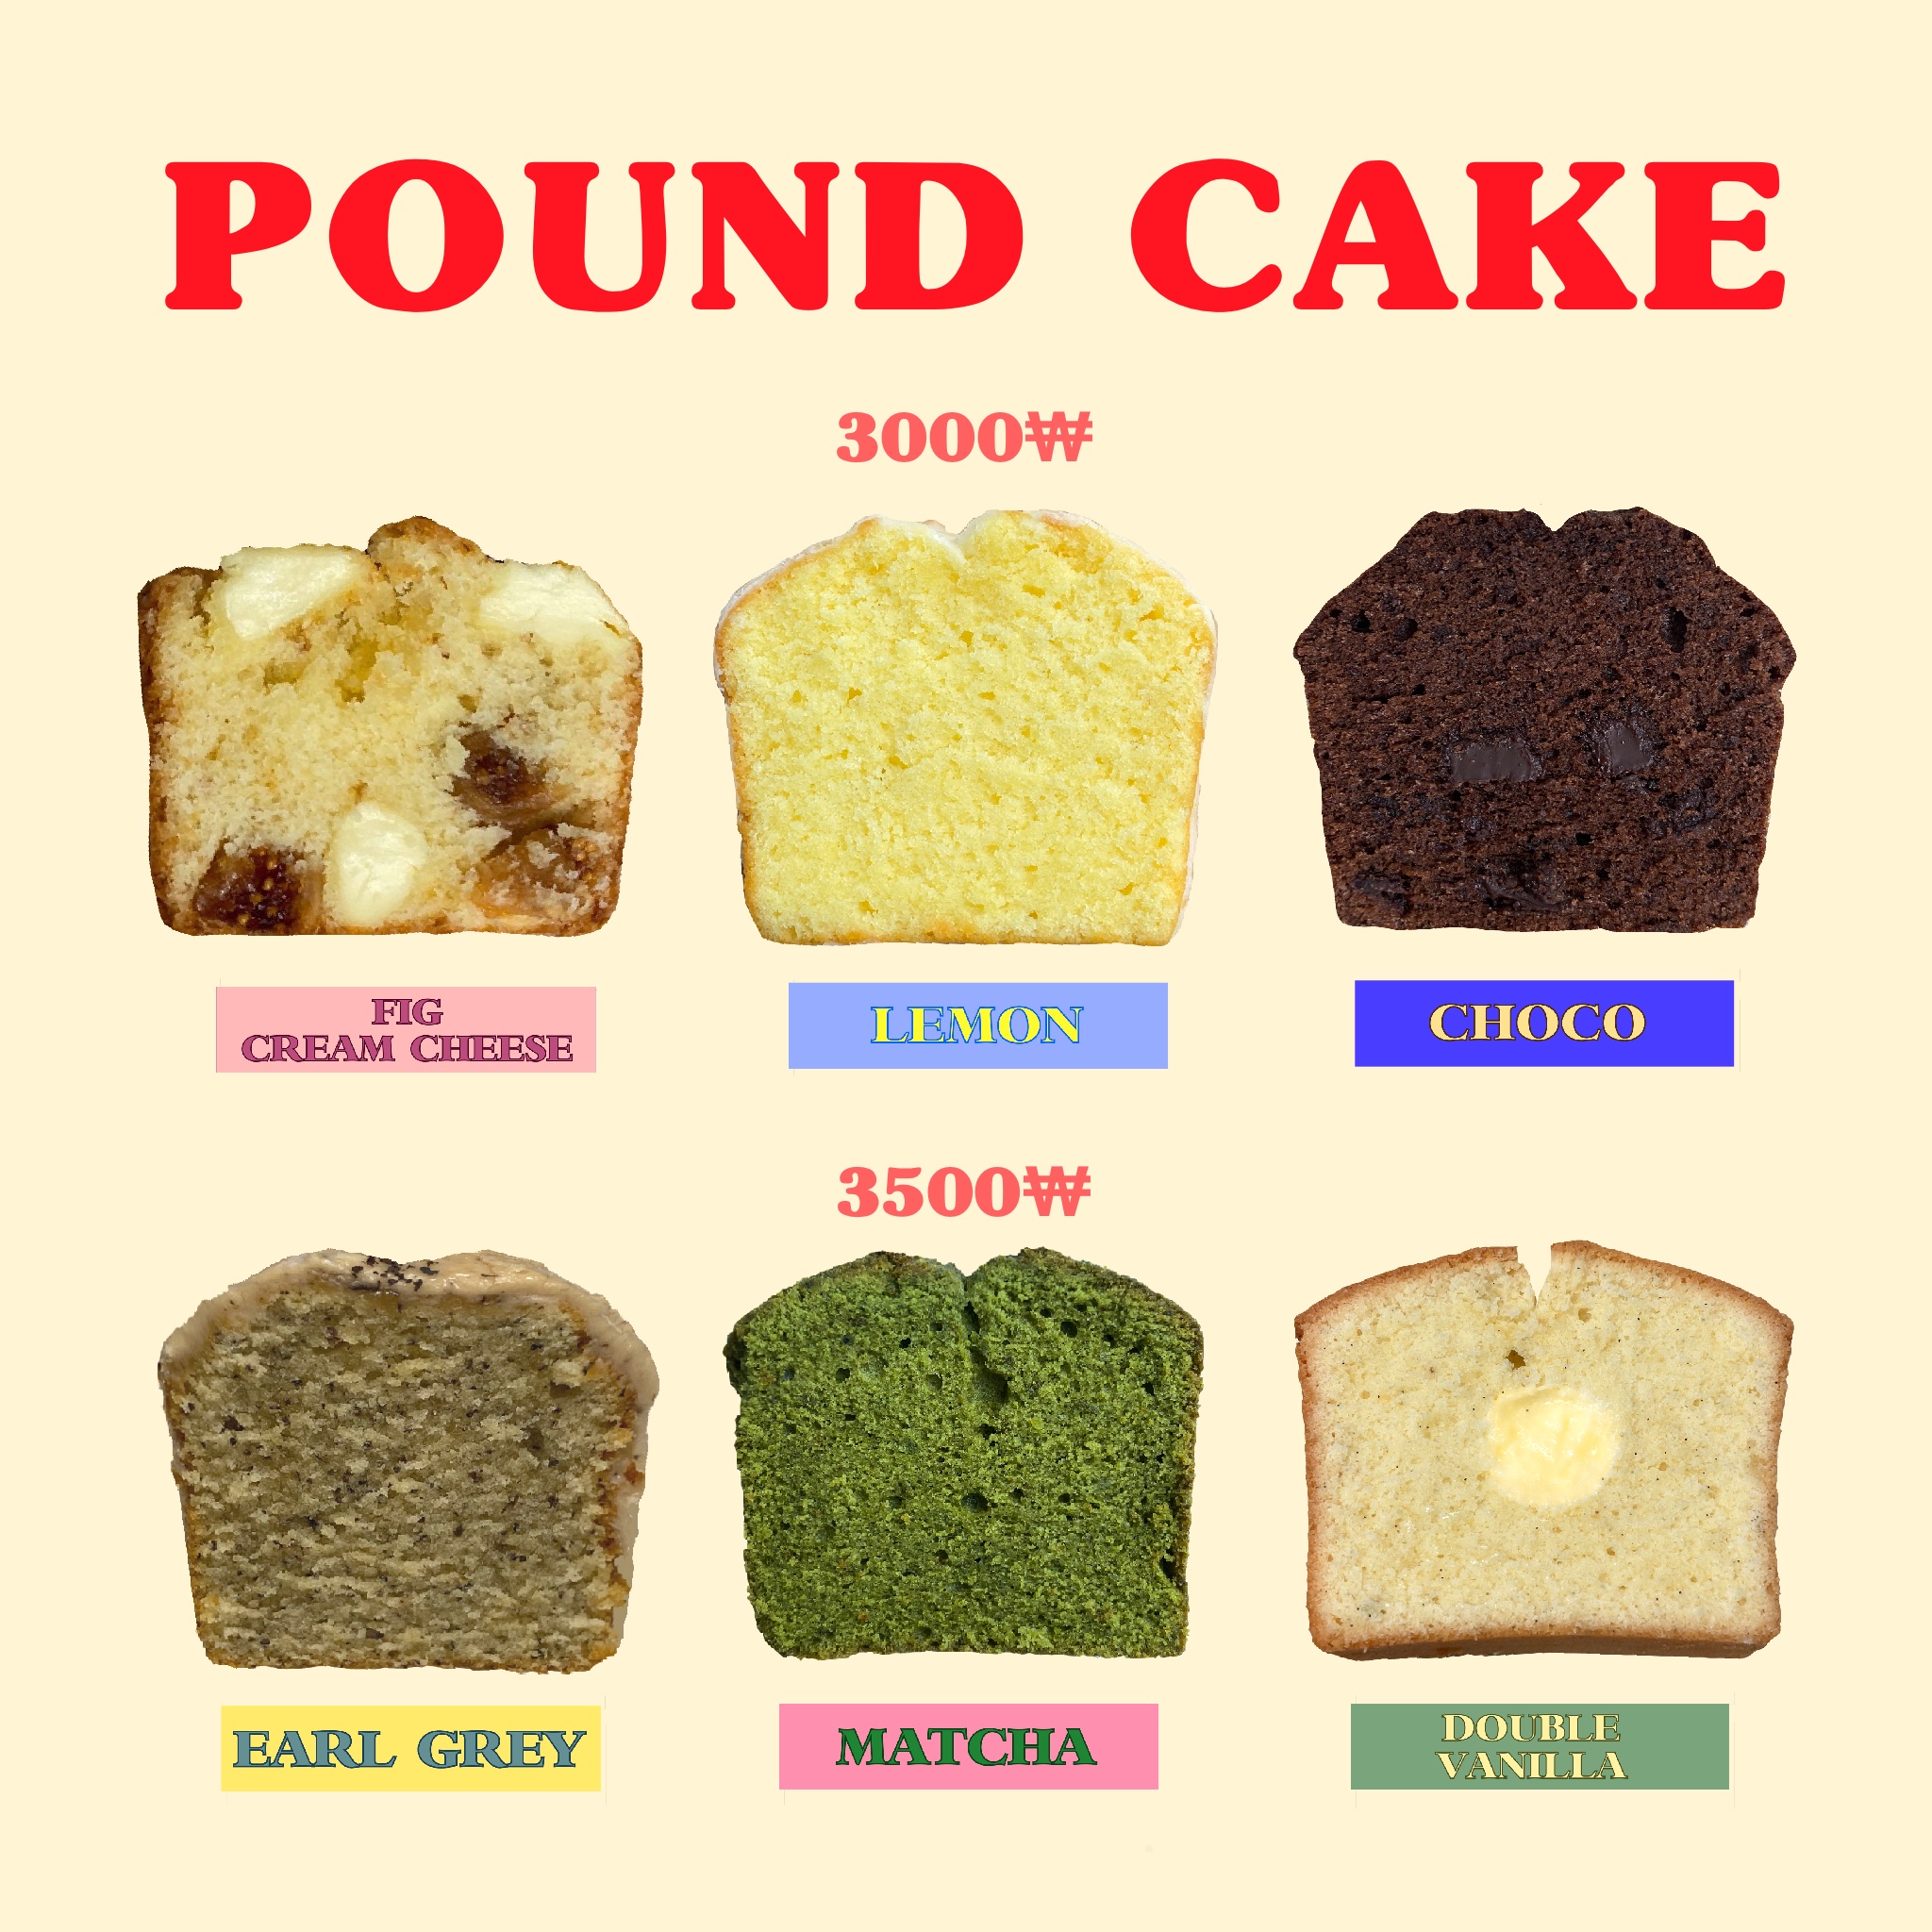 POUND CAKE
3000₩
FIG
CREAM CHEESE
LEMON
CHOCO
3500₩
EARL GREY
MATCHA
DOUBLE
VANILLA